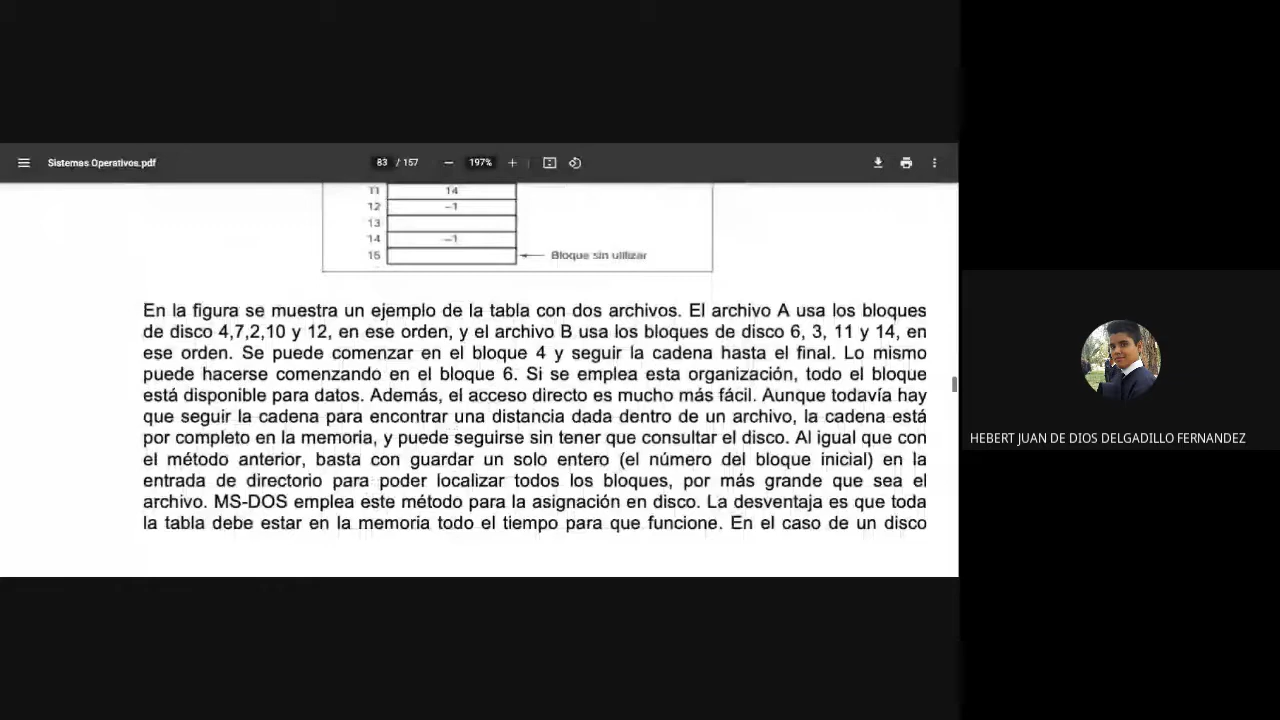 Sistemas Operativos.pdf
83 / 157
197%
11 14
12 –1
13
14 –1
15 Bloque sin utilizar
En la figura se muestra un ejemplo de la tabla con dos archivos. El archivo A usa los bloques
de disco 4,7,2,10 y 12, en ese orden, y el archivo B usa los bloques de disco 6, 3, 11 y 14, en
ese orden. Se puede comenzar en el bloque 4 y seguir la cadena hasta el final. Lo mismo
puede hacerse comenzando en el bloque 6. Si se emplea esta organización, todo el bloque
está disponible para datos. Además, el acceso directo es mucho más fácil. Aunque todavía hay
que seguir la cadena para encontrar una distancia dada dentro de un archivo, la cadena está
por completo en la memoria, y puede seguirse sin tener que consultar el disco. Al igual que con
el método anterior, basta con guardar un solo entero (el número del bloque inicial) en la
entrada de directorio para poder localizar todos los bloques, por más grande que sea el
archivo. MS-DOS emplea este método para la asignación en disco. La desventaja es que toda
la tabla debe estar en la memoria todo el tiempo para que funcione. En el caso de un disco
HEBERT JUAN DE DIOS DELGADILLO FERNANDEZ